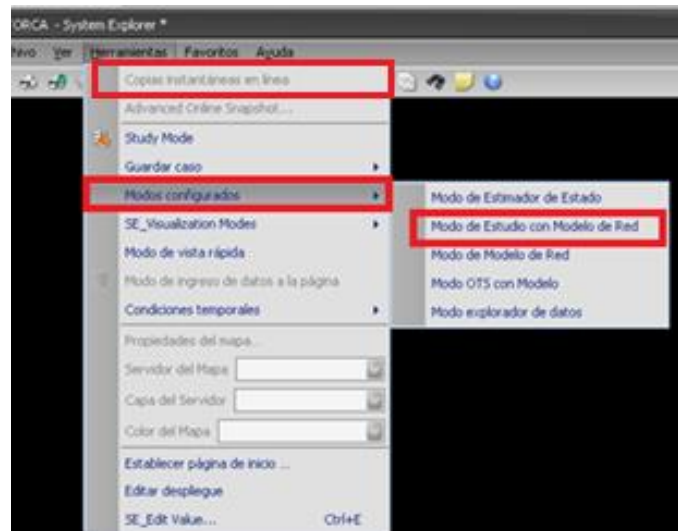 ORCA - System Explorer *
hivo Ver Herramientas Favoritos Ayuda
Copias instantáneas en línea
Advanced Online Snapshot...
Study Mode
Guardar caso
Modos configurados
SE_Visualization Modes
Modo de vista rápida
Modo de ingreso de datos a la página
Condiciones temporales
Propiedades del mapa...
Servidor del Mapa
Capa del Servidor
Color del Mapa
Establecer página de inicio ...
Editar despliegue
SE_Edit Value... Ctrl+E
Modo de Estimador de Estado
Modo de Estudio con Modelo de Red
Modo de Modelo de Red
Modo OTS con Modelo
Modo explorador de datos